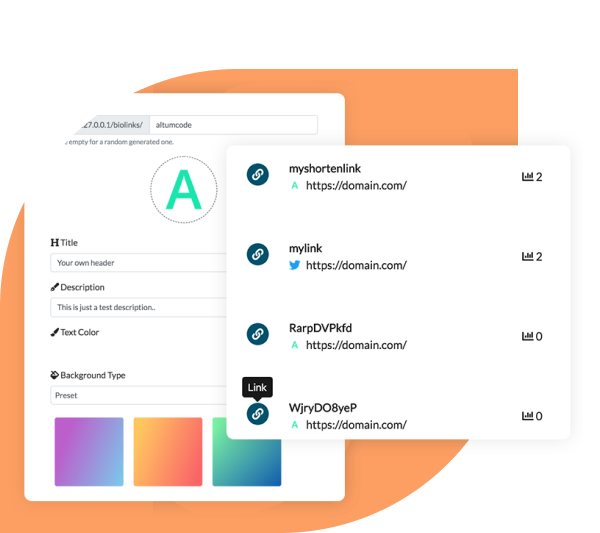 27.0.0.1/biolinks/ altumcode
empty for a random generated one.
A
Title
Your own header
Description
This is just a test description..
Text Color
Background Type
Preset
myshortenlink
A https://domain.com/
2
mylink
https://domain.com/
2
RarpDVPkfd
A https://domain.com/
0
Link
WjryDO8yeP
A https://domain.com/
0